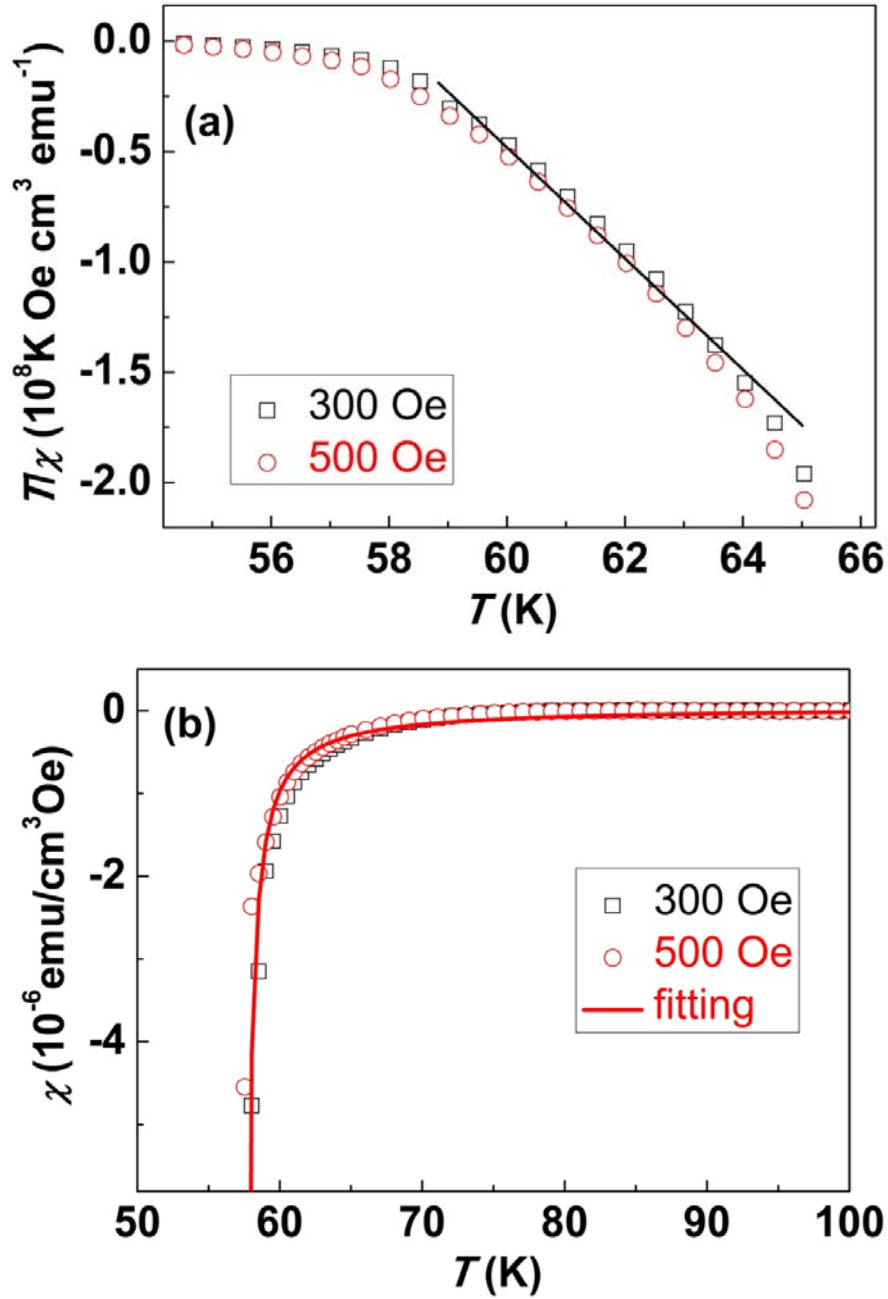 (a)
0.0
-0.5
-1.0
-1.5
-2.0
T/χ (10⁸K Oe cm³ emu⁻¹)
300 Oe
500 Oe
56 58 60 62 64 66
T (K)
(b)
0
-2
-4
χ (10⁻⁶ emu/cm³Oe)
300 Oe
500 Oe
fitting
50 60 70 80 90 100
T (K)